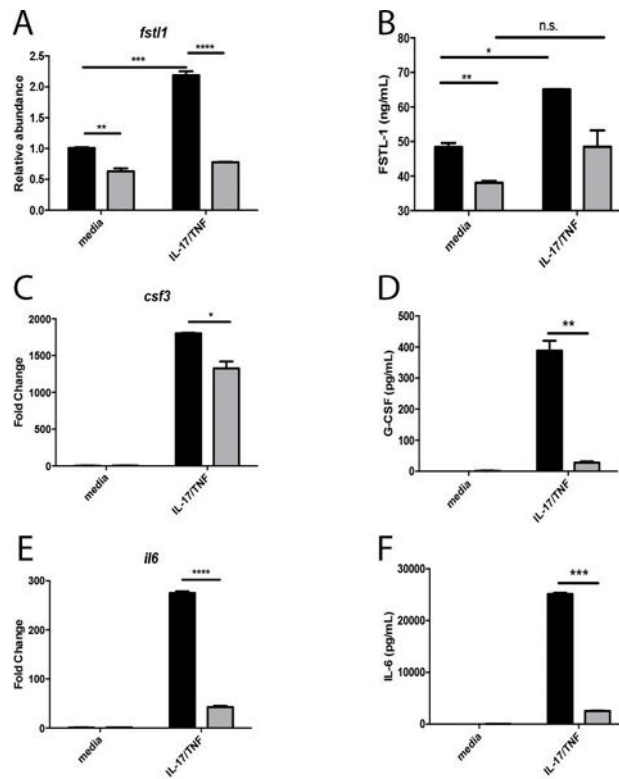 A
fstl1
Relative abundance
2.5
2.0
1.5
1.0
0.5
0.0
***
****
**
media
IL-17/TNF
B
FSTL-1 (ng/mL)
80
70
60
50
40
30
n.s.
*
**
media
IL-17/TNF
C
csf3
Fold Change
2000
1500
1000
500
0
*
media
IL-17/TNF
D
G-CSF (pg/mL)
500
400
300
200
100
0
**
media
IL-17/TNF
E
il6
Fold Change
300
200
100
0
****
media
IL-17/TNF
F
IL-6 (pg/mL)
30000
20000
10000
0
***
media
IL-17/TNF